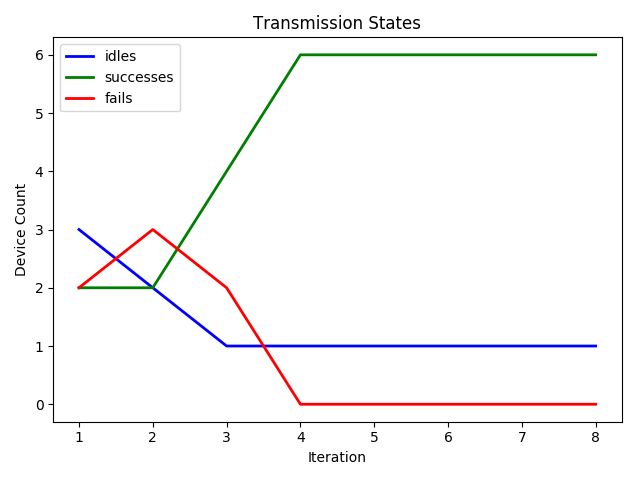 Transmission States
idles
successes
fails
Device Count
6
5
4
3
2
1
0
1 2 3 4 5 6 7 8
Iteration